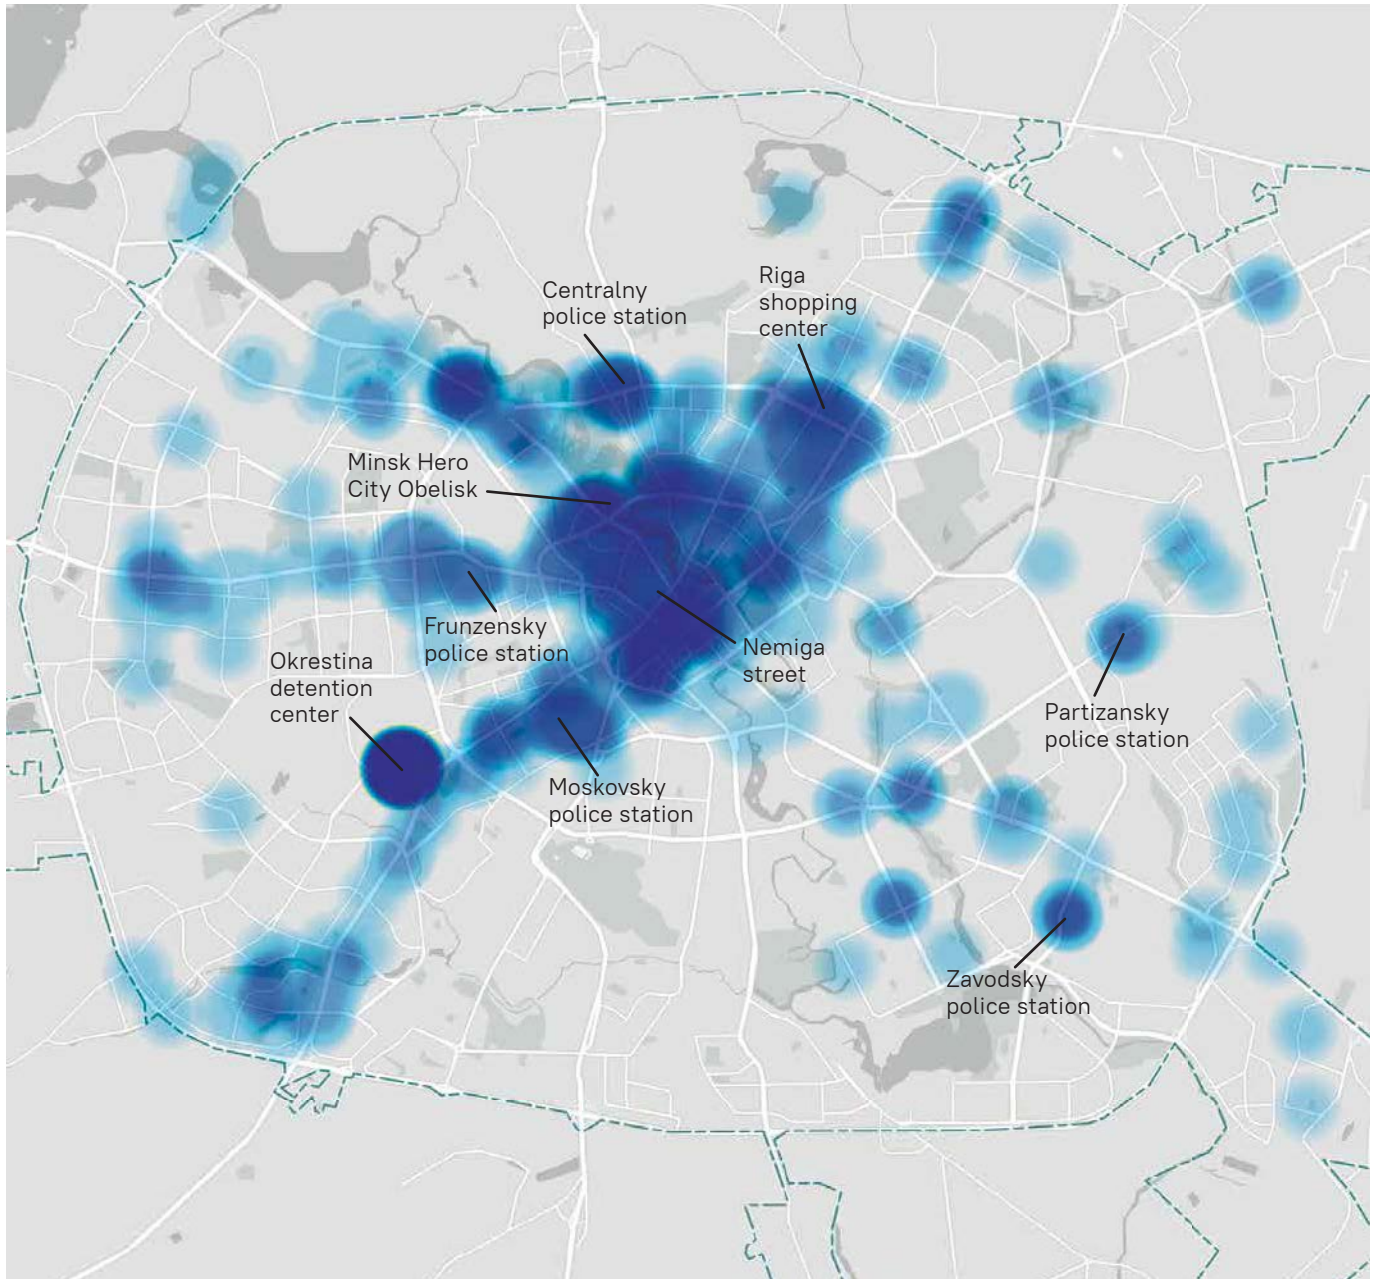 Centralny
police station
Riga
shopping
center
Minsk Hero
City Obelisk
Frunzensky
police station
Okrestina
detention
center
Nemiga
street
Partizansky
police station
Moskovsky
police station
Zavodsky
police station